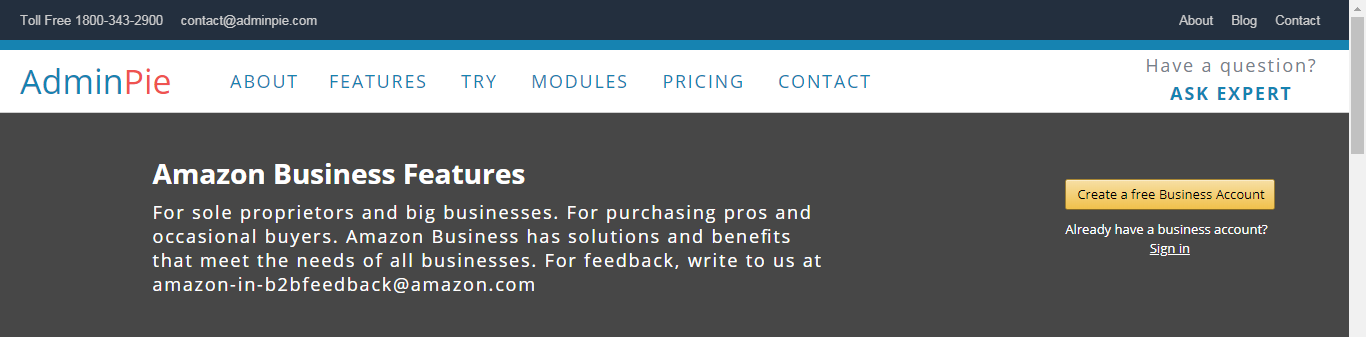 Toll Free 1800-343-2900 contact@adminpie.com About Blog Contact
AdminPie ABOUT FEATURES TRY MODULES PRICING CONTACT
Have a question?
ASK EXPERT
Amazon Business Features
For sole proprietors and big businesses. For purchasing pros and
occasional buyers. Amazon Business has solutions and benefits
that meet the needs of all businesses. For feedback, write to us at
amazon-in-b2bfeedback@amazon.com
Create a free Business Account
Already have a business account?
Sign in